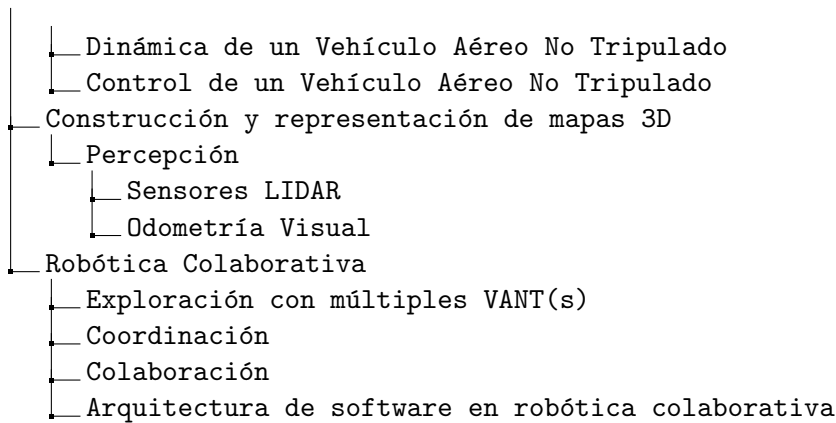 Dinámica de un Vehículo Aéreo No Tripulado
Control de un Vehículo Aéreo No Tripulado
Construcción y representación de mapas 3D
Percepción
Sensores LIDAR
Odometría Visual
Robótica Colaborativa
Exploración con múltiples VANT(s)
Coordinación
Colaboración
Arquitectura de software en robótica colaborativa